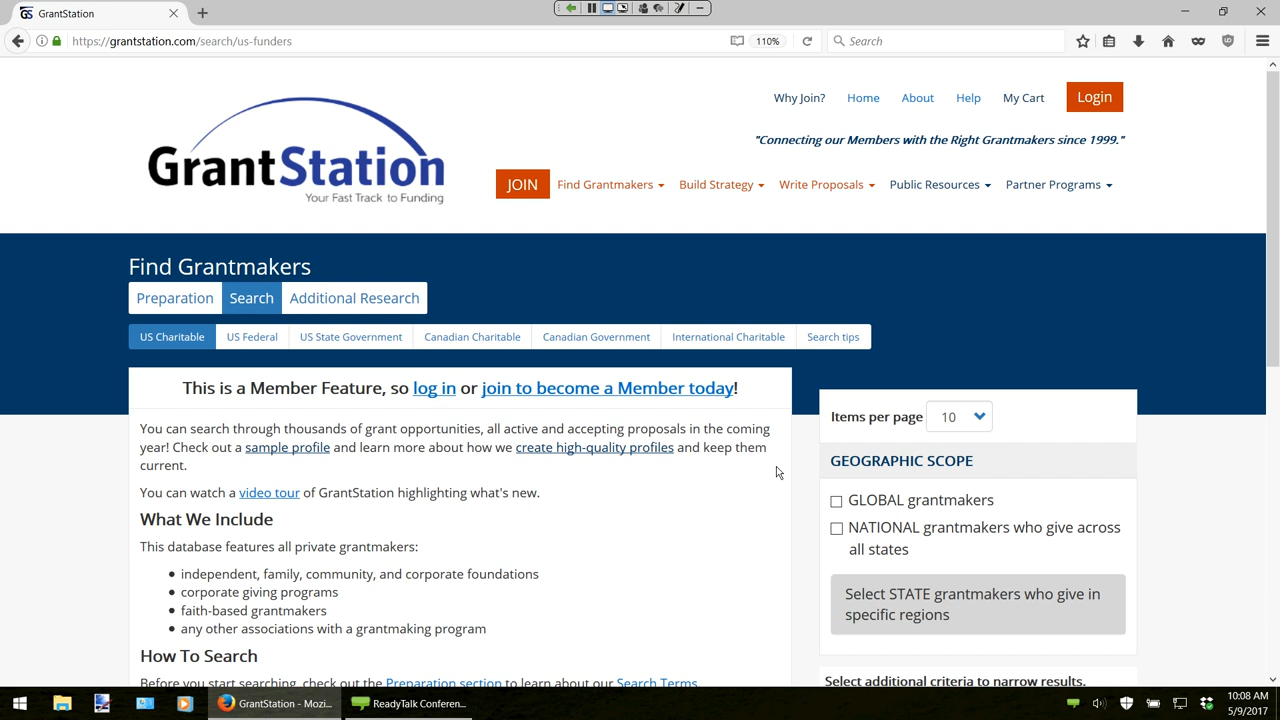 GrantStation
https://grantstation.com/search/us-funders
110%
Search
Why Join?
Home
About
Help
My Cart
Login
"Connecting our Members with the Right Grantmakers since 1999."
GrantStation
Your Fast Track to Funding
JOIN
Find Grantmakers
Build Strategy
Write Proposals
Public Resources
Partner Programs
Find Grantmakers
Preparation
Search
Additional Research
US Charitable
US Federal
US State Government
Canadian Charitable
Canadian Government
International Charitable
Search tips
This is a Member Feature, so log in or join to become a Member today!
You can search through thousands of grant opportunities, all active and accepting proposals in the coming
year! Check out a sample profile and learn more about how we create high-quality profiles and keep them
current.
You can watch a video tour of GrantStation highlighting what's new.
What We Include
This database features all private grantmakers:
independent, family, community, and corporate foundations
corporate giving programs
faith-based grantmakers
any other associations with a grantmaking program
How To Search
Before you start searching, check out the Preparation section to learn about our Search Terms.
Items per page 10
GEOGRAPHIC SCOPE
GLOBAL grantmakers
NATIONAL grantmakers who give across
all states
Select STATE grantmakers who give in
specific regions
Select additional criteria to narrow results.
GrantStation - Mozi...
ReadyTalk Conferen...
10:08 AM
5/9/2017